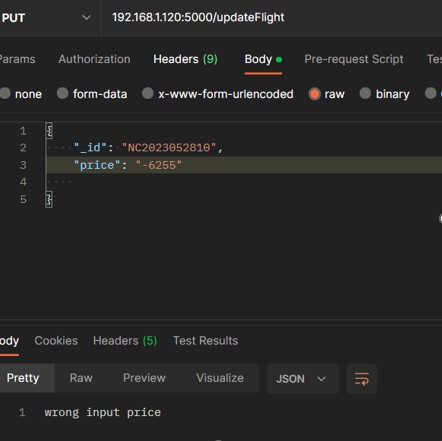 PUT 192.168.1.120:5000/updateFlight
Params Authorization Headers (9) Body Pre-request Script
none form-data x-www-form-urlencoded raw binary
1 {
2 "_id": "NC2023052810",
3 "price": "-6255"
4
5 }
Body Cookies Headers (5) Test Results
Pretty Raw Preview Visualize JSON
1 wrong input price